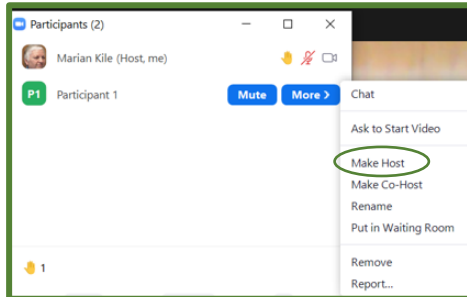 Participants (2)
Marian Kile (Host, me)
P1 Participant 1 Mute More >
Chat
Ask to Start Video
Make Host
Make Co-Host
Rename
Put in Waiting Room
Remove
Report...
1